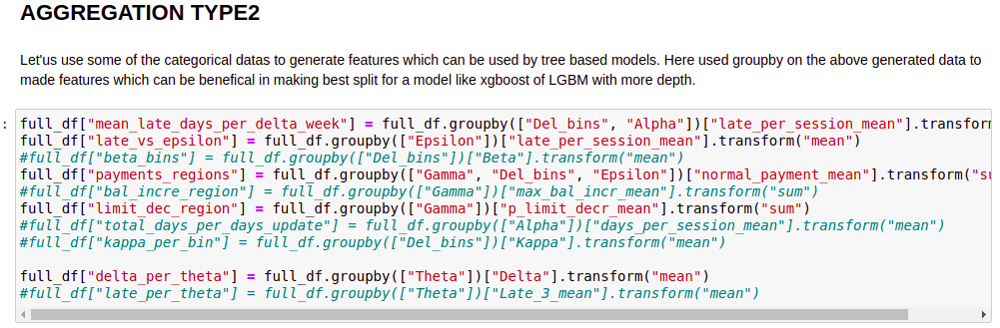 AGGREGATION TYPE2
Let'us use some of the categorical datas to generate features which can be used by tree based models. Here used groupby on the above generated data to
made features which can be benefical in making best split for a model like xgboost of LGBM with more depth.
: full_df["mean_late_days_per_delta_week"] = full_df.groupby(["Del_bins", "Alpha"])["late_per_session_mean"].transform
full_df["late_vs_epsilon"] = full_df.groupby(["Epsilon"])["late_per_session_mean"].transform("mean")
#full_df["beta_bins"] = full_df.groupby(["Del_bins"])["Beta"].transform("mean")
full_df["payments_regions"] = full_df.groupby(["Gamma", "Del_bins", "Epsilon"])["normal_payment_mean"].transform("su
#full_df["bal_incre_region"] = full_df.groupby(["Gamma"])["max_bal_incr_mean"].transform("sum")
full_df["limit_dec_region"] = full_df.groupby(["Gamma"])["p_limit_decr_mean"].transform("sum")
#full_df["total_days_per_days_update"] = full_df.groupby(["Alpha"])["days_per_session_mean"].transform("mean")
#full_df["kappa_per_bin"] = full_df.groupby(["Del_bins"])["Kappa"].transform("mean")
full_df["delta_per_theta"] = full_df.groupby(["Theta"])["Delta"].transform("mean")
#full_df["late_per_theta"] = full_df.groupby(["Theta"])["Late_3_mean"].transform("mean")